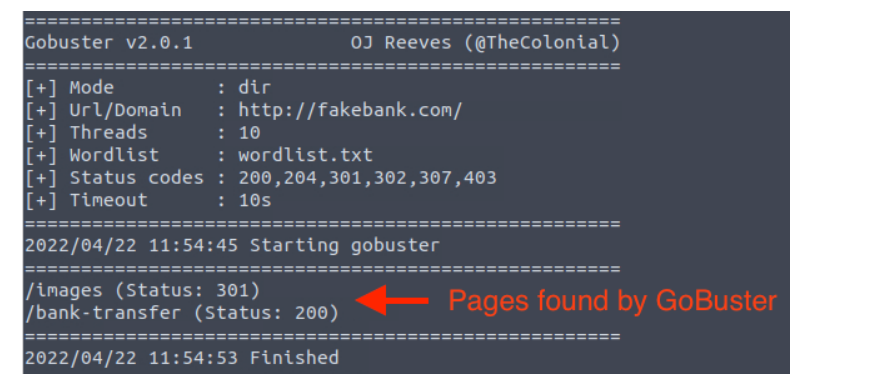 =====================================================
Gobuster v2.0.1              OJ Reeves (@TheColonial)
=====================================================
[+] Mode         : dir
[+] Url/Domain   : http://fakebank.com/
[+] Threads      : 10
[+] Wordlist     : wordlist.txt
[+] Status codes : 200,204,301,302,307,403
[+] Timeout      : 10s
=====================================================
2022/04/22 11:54:45 Starting gobuster
=====================================================
/images (Status: 301)
/bank-transfer (Status: 200)
Pages found by GoBuster
=====================================================
2022/04/22 11:54:53 Finished